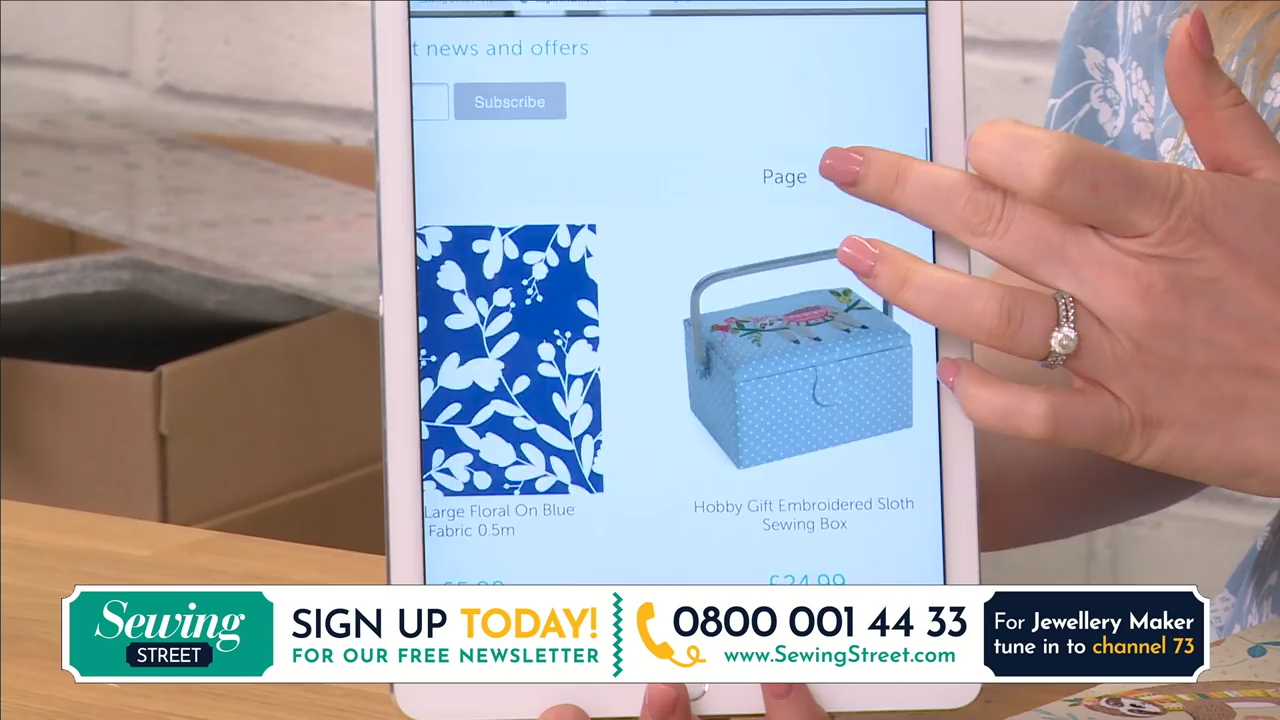 t news and offers
Subscribe
Page
Large Floral On Blue
Fabric 0.5m
Hobby Gift Embroidered Sloth
Sewing Box
£24.99
Sewing
STREET
SIGN UP TODAY!
FOR OUR FREE NEWSLETTER
0800 001 44 33
www.SewingStreet.com
For Jewellery Maker
tune in to channel 73